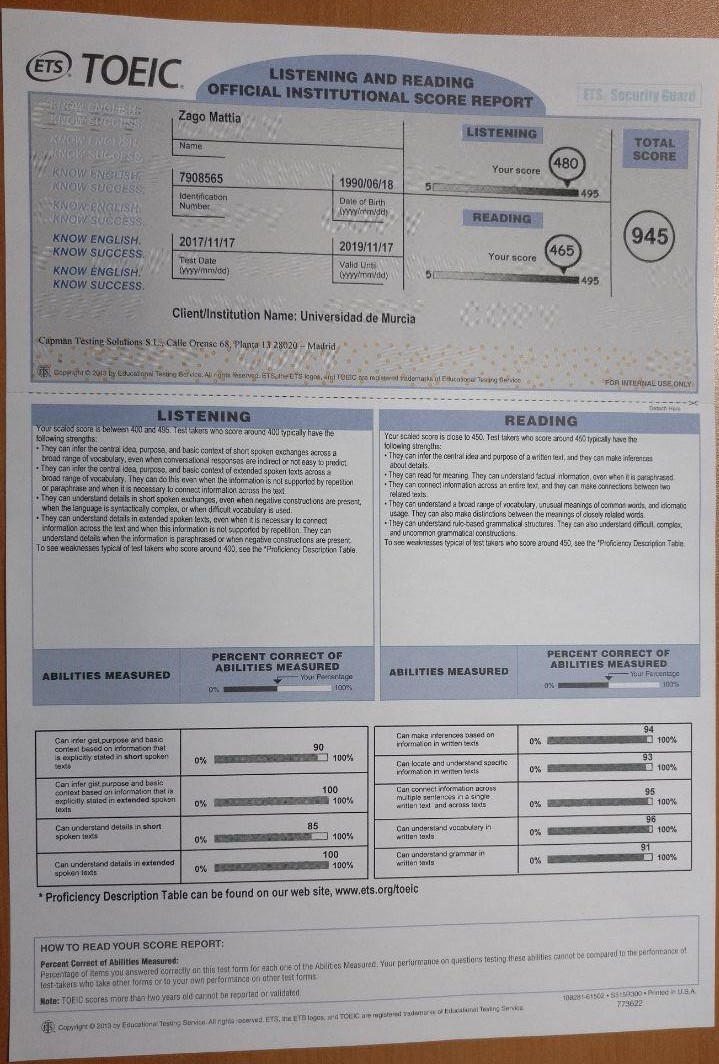 ETS TOEIC
LISTENING AND READING
OFFICIAL INSTITUTIONAL SCORE REPORT
ETS Security Guard
KNOW ENGLISH.
KNOW SUCCESS.
KNOW ENGLISH.
KNOW SUCCESS.
KNOW ENGLISH.
KNOW SUCCESS.
KNOW ENGLISH.
KNOW SUCCESS.
KNOW ENGLISH.
KNOW SUCCESS.
KNOW ENGLISH.
KNOW SUCCESS.
Zago Mattia
Name
7908565
Identification
Number
1990/06/18
Date of Birth
(yyyy/mm/dd)
2017/11/17
Test Date
(yyyy/mm/dd)
2019/11/17
Valid Until
(yyyy/mm/dd)
LISTENING
Your score 480
5 495
READING
Your score 465
5 495
TOTAL
SCORE
945
Client/Institution Name: Universidad de Murcia
COPY
Capman Testing Solutions S.L., Calle Orense 68, Planta 13 28020 – Madrid
Copyright © 2013 by Educational Testing Service. All rights reserved. ETS, the ETS logos, and TOEIC are registered trademarks of Educational Testing Service
FOR INTERNAL USE ONLY
Detach Here
LISTENING
Your scaled score is between 400 and 495. Test takers who score around 400 typically have the
following strengths:
• They can infer the central idea, purpose, and basic context of short spoken exchanges across a
broad range of vocabulary, even when conversational responses are indirect or not easy to predict.
• They can infer the central idea, purpose, and basic context of extended spoken texts across a
broad range of vocabulary. They can do this even when the information is not supported by repetition
or paraphrase and when it is necessary to connect information across the text.
• They can understand details in short spoken exchanges, even when negative constructions are present,
when the language is syntactically complex, or when difficult vocabulary is used.
• They can understand details in extended spoken texts, even when it is necessary to connect
information across the text and when this information is not supported by repetition. They can
understand details when the information is paraphrased or when negative constructions are present.
To see weaknesses typical of test takers who score around 400, see the *Proficiency Description Table.
READING
Your scaled score is close to 450. Test takers who score around 450 typically have the
following strengths:
• They can infer the central idea and purpose of a written text, and they can make inferences
about details.
• They can read for meaning. They can understand factual information, even when it is paraphrased.
• They can connect information across an entire text, and they can make connections between two
related texts.
• They can understand a broad range of vocabulary, unusual meanings of common words, and idiomatic
usage. They can also make distinctions between the meanings of closely related words.
• They can understand rule-based grammatical structures. They can also understand difficult, complex,
and uncommon grammatical constructions.
To see weaknesses typical of test takers who score around 450, see the *Proficiency Description Table.
ABILITIES MEASURED
PERCENT CORRECT OF
ABILITIES MEASURED
Your Percentage
0% 100%
ABILITIES MEASURED
PERCENT CORRECT OF
ABILITIES MEASURED
Your Percentage
0% 100%
Can infer gist, purpose and basic
context based on information that
is explicitly stated in short spoken
texts
90
0% 100%
Can infer gist, purpose and basic
context based on information that is
explicitly stated in extended spoken
texts
100
0% 100%
Can understand details in short
spoken texts
85
0% 100%
Can understand details in extended
spoken texts
100
0% 100%
Can make inferences based on
information in written texts
94
0% 100%
Can locate and understand specific
information in written texts
93
0% 100%
Can connect information across
multiple sentences in a single
written text and across texts
95
0% 100%
Can understand vocabulary in
written texts
96
0% 100%
Can understand grammar in
written texts
91
0% 100%
* Proficiency Description Table can be found on our web site, www.ets.org/toeic
HOW TO READ YOUR SCORE REPORT:
Percent Correct of Abilities Measured:
Percentage of items you answered correctly on this test form for each one of the Abilities Measured. Your performance on questions testing these abilities cannot be compared to the performance of
test-takers who take other forms or to your own performance on other test forms.
Note: TOEIC scores more than two years old cannot be reported or validated.
108281-61502 • S515R300 • Printed in U.S.A.
773622
Copyright © 2013 by Educational Testing Service. All rights reserved. ETS, the ETS logos, and TOEIC are registered trademarks of Educational Testing Service.